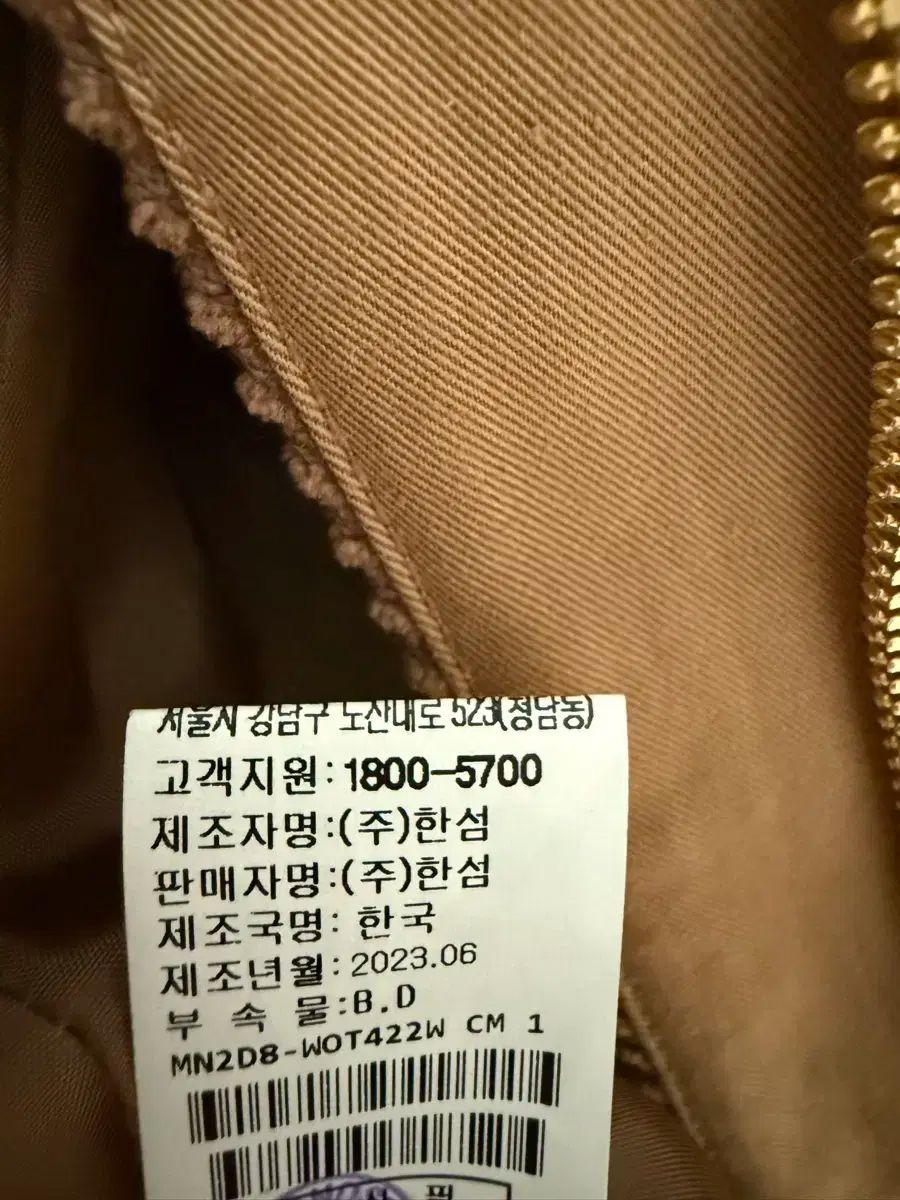 서울시 강남구 도산대로 523(청담동)
고객지원: 1800-5700
제조자명:(주)한섬
판매자명:(주)한섬
제조국명: 한국
제조년월: 2023.06
부 속 물:B.D
MN2D8-WOT422W CM 1